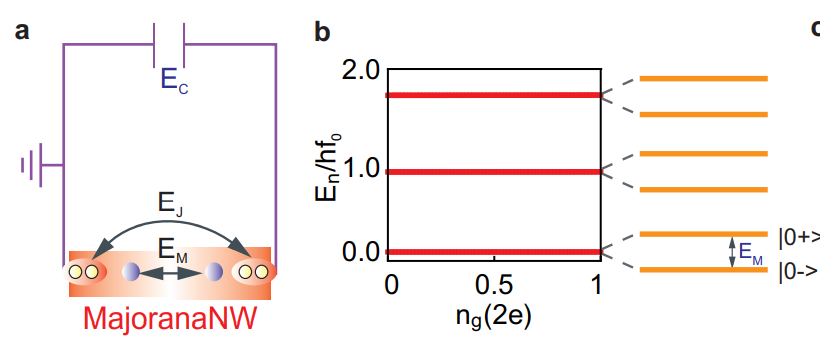 a
E_C
E_J
E_M
MajoranaNW
b
E_n/hf_0
2.0
1.0
0.0
0 0.5 1
n_g(2e)
|0+>
E_M
|0->
c